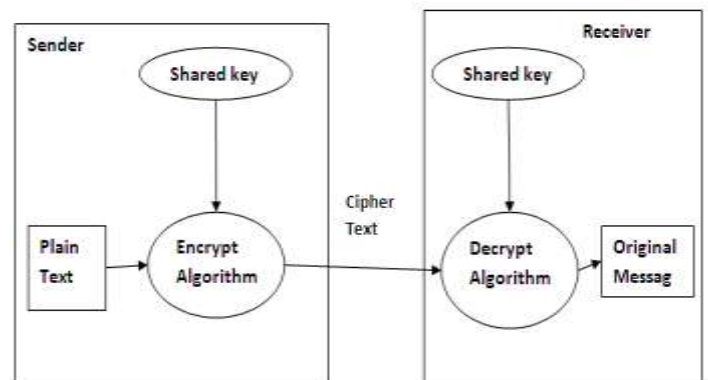 Sender
Receiver
Shared key
Shared key
Cipher
Text
Plain
Text
Encrypt
Algorithm
Decrypt
Algorithm
Original
Messag